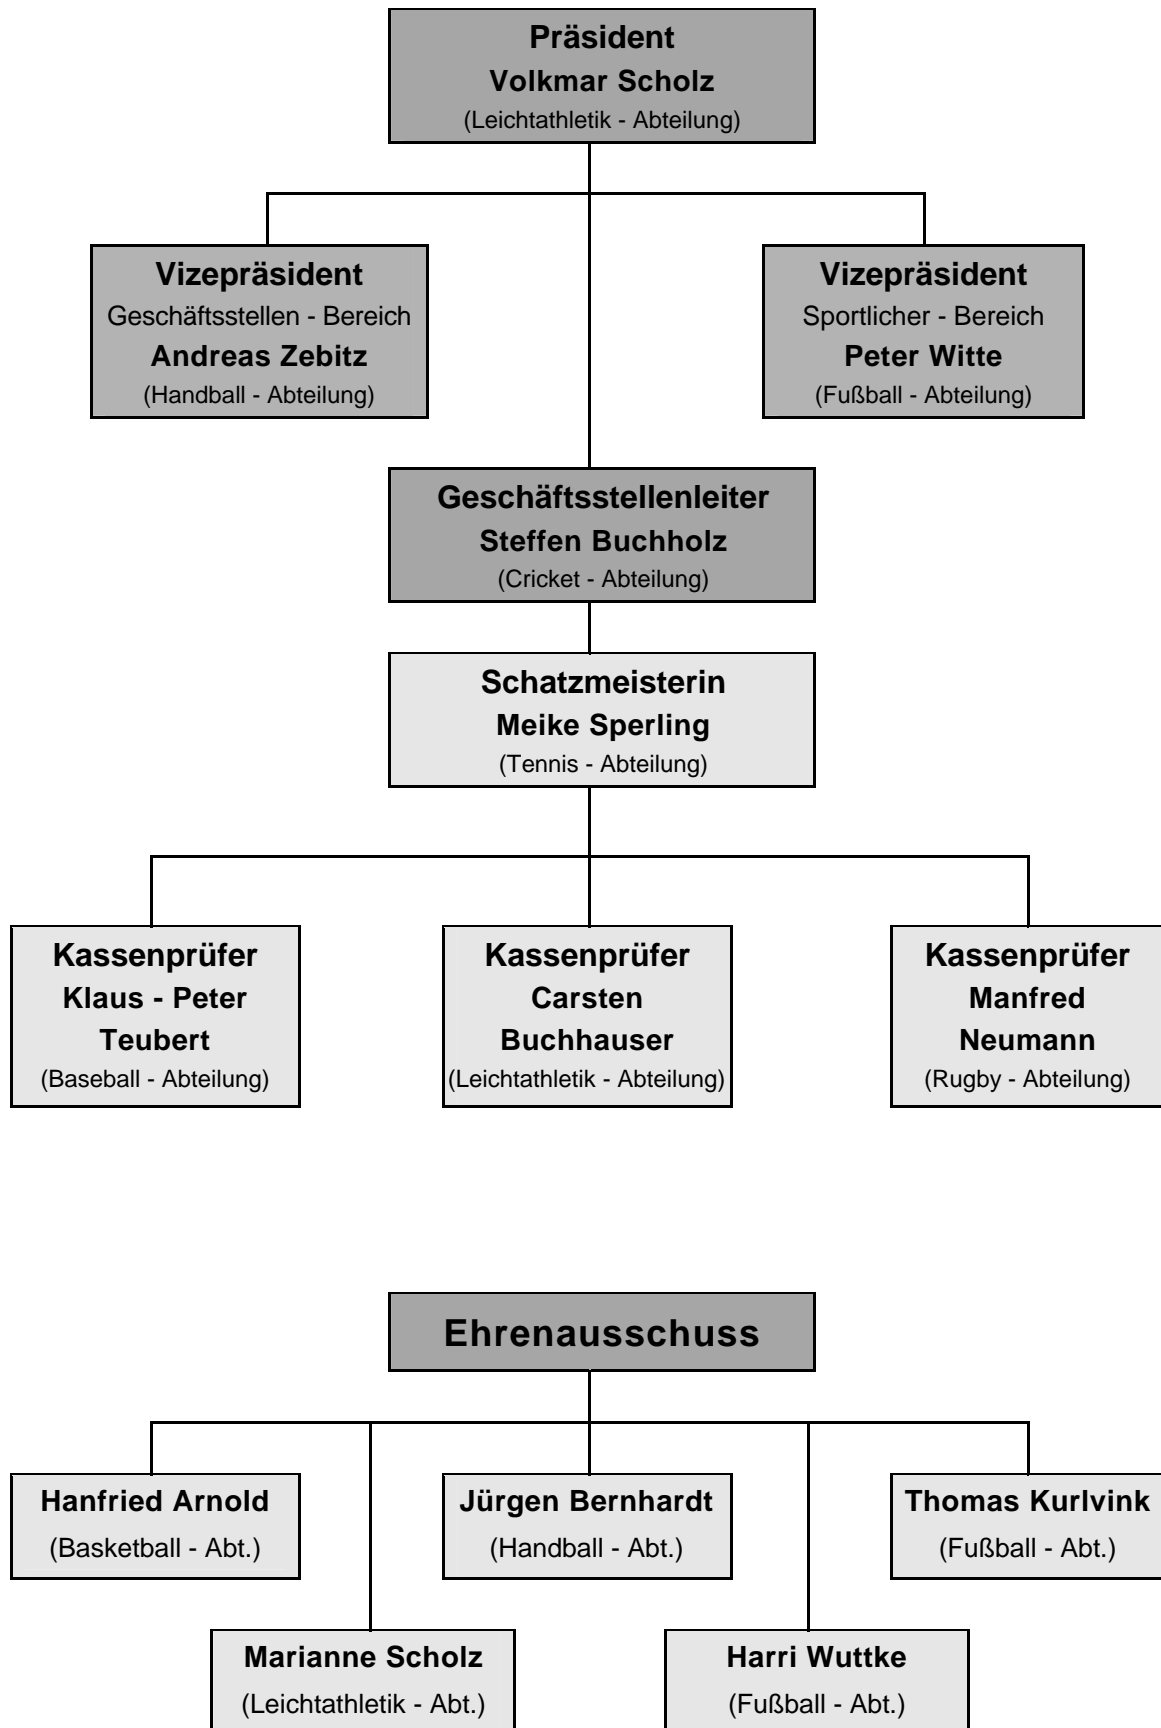 Präsident
Volkmar Scholz
(Leichtathletik - Abteilung)
Vizepräsident
Geschäftsstellen - Bereich
Andreas Zebitz
(Handball - Abteilung)
Vizepräsident
Sportlicher - Bereich
Peter Witte
(Fußball - Abteilung)
Geschäftsstellenleiter
Steffen Buchholz
(Cricket - Abteilung)
Schatzmeisterin
Meike Sperling
(Tennis - Abteilung)
Kassenprüfer
Klaus - Peter
Teubert
(Baseball - Abteilung)
Kassenprüfer
Carsten
Buchhauser
(Leichtathletik - Abteilung)
Kassenprüfer
Manfred
Neumann
(Rugby - Abteilung)
Ehrenausschuss
Hanfried Arnold
(Basketball - Abt.)
Jürgen Bernhardt
(Handball - Abt.)
Thomas Kurlvink
(Fußball - Abt.)
Marianne Scholz
(Leichtathletik - Abt.)
Harri Wuttke
(Fußball - Abt.)